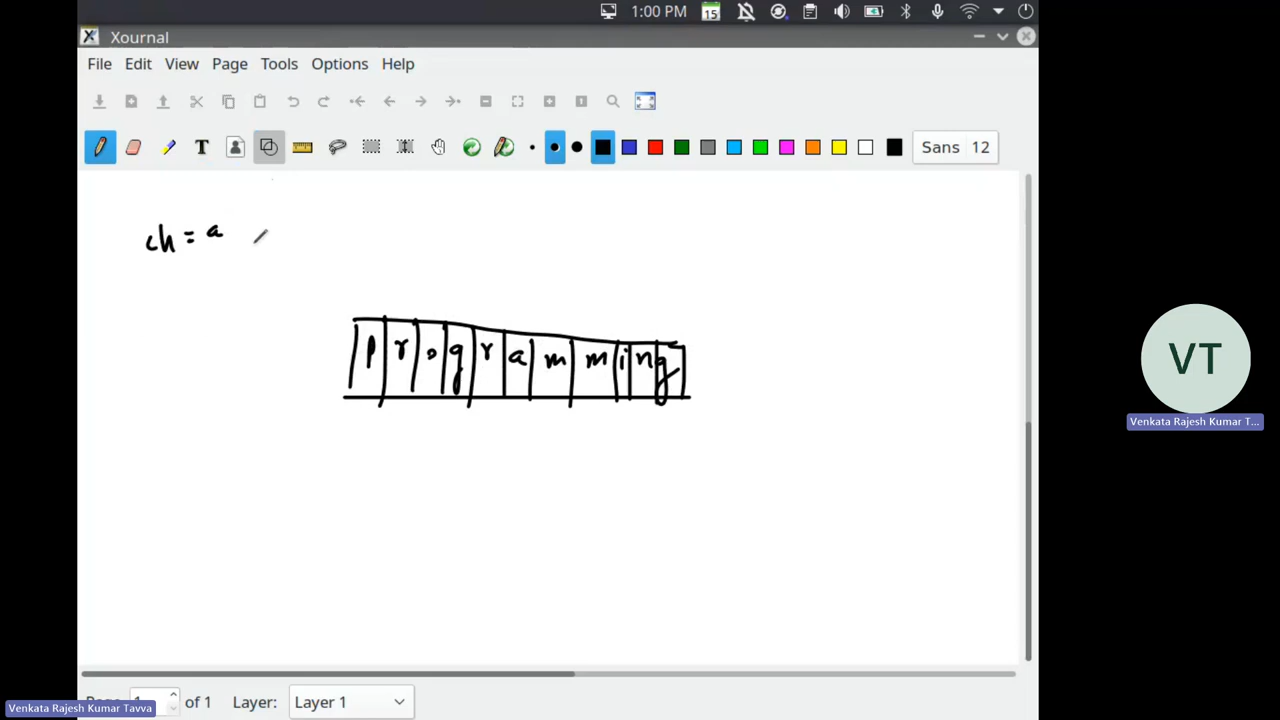 1:00 PM 15
Xournal
File Edit View Page Tools Options Help
T Sans 12
ch = a
p r o g r a m m i n g
VT
Venkata Rajesh Kumar T...
of 1 Layer: Layer 1
Venkata Rajesh Kumar Tavva